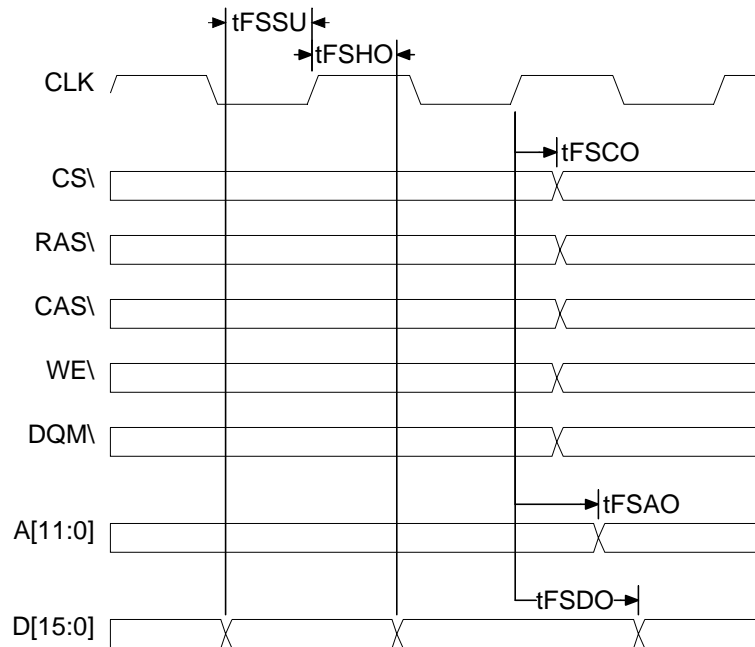 tFSSU
tFSHO
CLK
tFSCO
CS\
RAS\
CAS\
WE\
DQM\
tFSAO
A[11:0]
tFSDO
D[15:0]